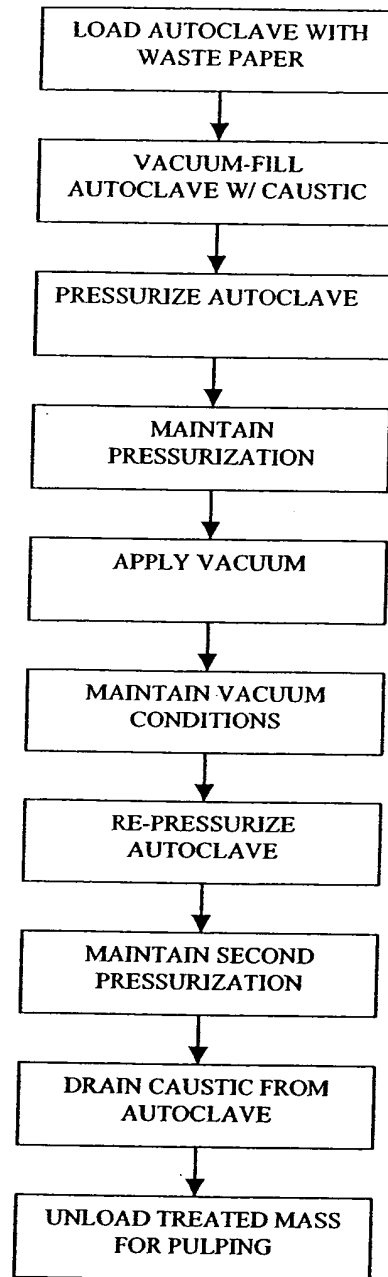 LOAD AUTOCLAVE WITH
WASTE PAPER
VACUUM-FILL
AUTOCLAVE W/ CAUSTIC
PRESSURIZE AUTOCLAVE
MAINTAIN
PRESSURIZATION
APPLY VACUUM
MAINTAIN VACUUM
CONDITIONS
RE-PRESSURIZE
AUTOCLAVE
MAINTAIN SECOND
PRESSURIZATION
DRAIN CAUSTIC FROM
AUTOCLAVE
UNLOAD TREATED MASS
FOR PULPING